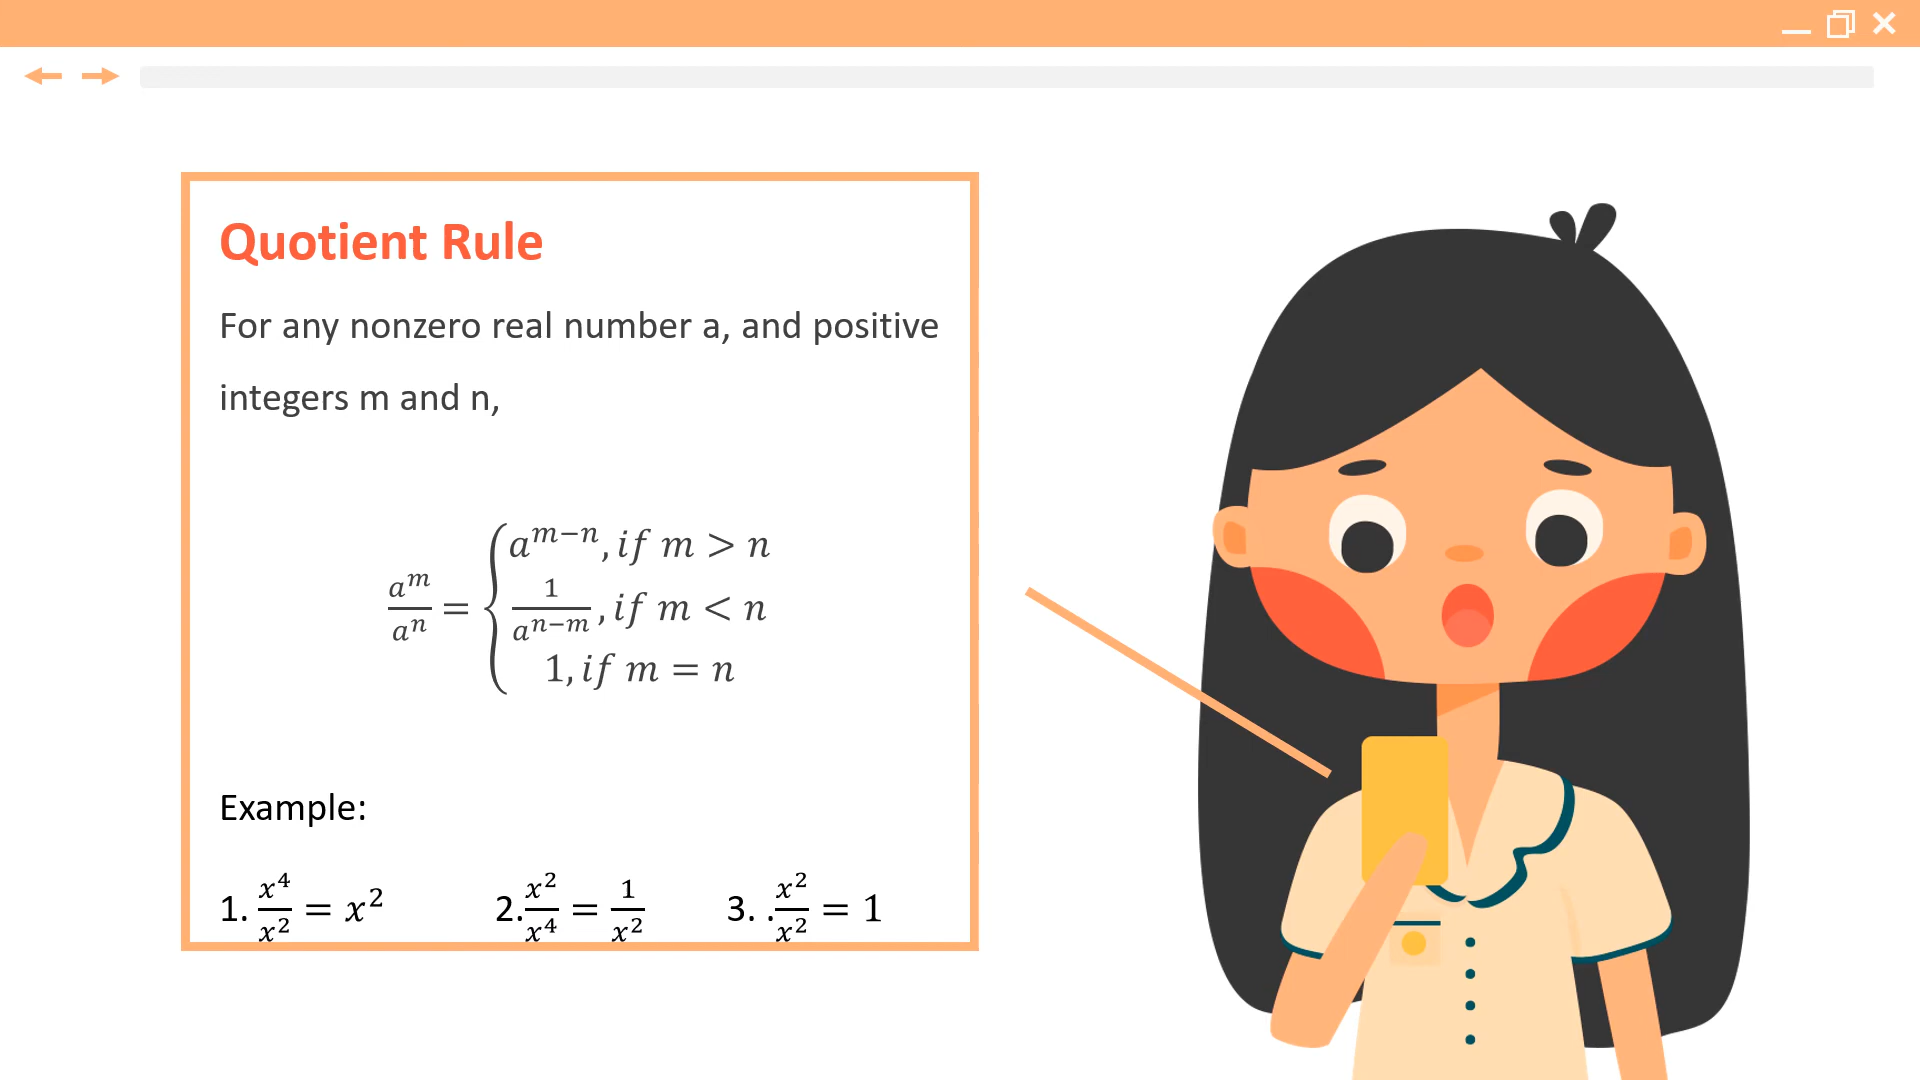 Quotient Rule
For any nonzero real number a, and positive
integers m and n,
a^m/a^n = { a^{m−n}, if m > n
1/a^{n−m}, if m < n
1, if m = n
Example:
1. x^4/x^2 = x^2 2. x^2/x^4 = 1/x^2 3. . x^2/x^2 = 1